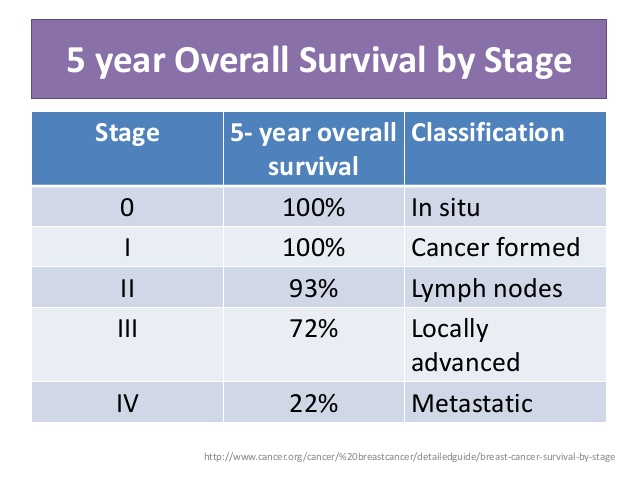 5 year Overall Survival by Stage
Stage 5- year overall survival Classification
0 100% In situ
I 100% Cancer formed
II 93% Lymph nodes
III 72% Locally advanced
IV 22% Metastatic
http://www.cancer.org/cancer/%20breastcancer/detailedguide/breast-cancer-survival-by-stage